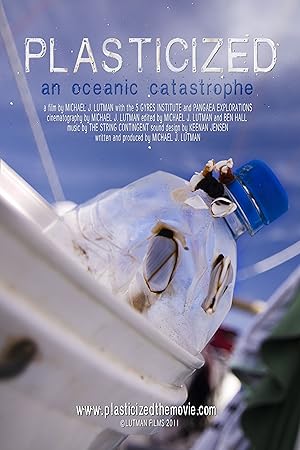 PLASTICIZED
an oceanic catastrophe
a film by MICHAEL J. LUTMAN with the 5 GYRES INSTITUTE and PANGAEA EXPLORATIONS
cinematography by MICHAEL J. LUTMAN edited by MICHAEL J. LUTMAN and BEN HALL
music by THE STRING CONTINGENT sound design by KEENAN JENSEN
written and produced by MICHAEL J. LUTMAN
www.plasticizedthemovie.com
©LUTMAN FILMS 2011